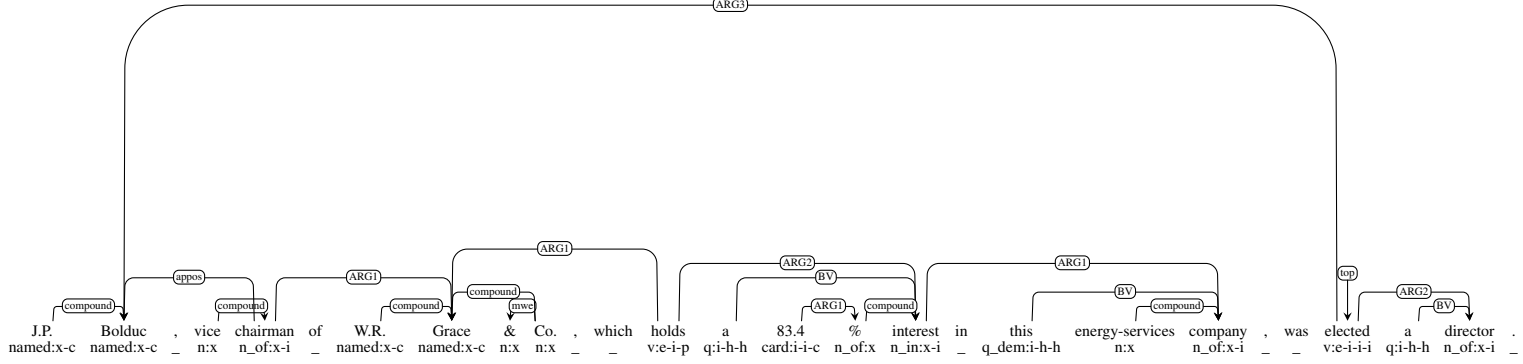 ARG3
ARG1
ARG2 ARG1
appos ARG1 BV top
compound BV ARG2
compound compound compound mwe ARG1 compound compound BV
J.P. Bolduc , vice chairman of W.R. Grace & Co. , which holds a 83.4 % interest in this energy-services company , was elected a director .
named:x-c named:x-c _ n:x n_of:x-i _ named:x-c named:x-c n:x n:x _ _ v:e-i-p q:i-h-h card:i-i-c n_of:x n_in:x-i _ q_dem:i-h-h n:x n_of:x-i _ _ v:e-i-i-i q:i-h-h n_of:x-i _